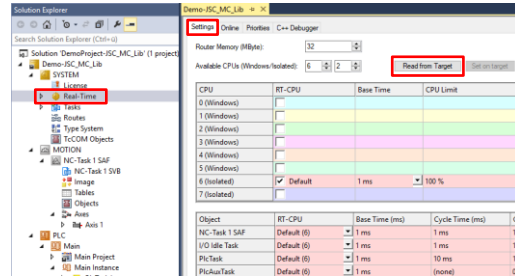 Solution Explorer
Search Solution Explorer (Ctrl+ü)
Solution 'DemoProject-JSC_MC_Lib' (1 project)
Demo-JSC_MC_Lib
SYSTEM
License
Real-Time
Tasks
Routes
Type System
TcCOM Objects
MOTION
NC-Task 1 SAF
NC-Task 1 SVB
Image
Tables
Objects
Axes
Axis 1
PLC
Main
Main Project
Main Instance
Demo-JSC_MC_Lib
Settings Online Priorities C++ Debugger
Router Memory (MByte): 32
Available CPUs (Windows/Isolated): 6 2 Read from Target Set on target
CPU RT-CPU Base Time CPU Limit
0 (Windows)
1 (Windows)
2 (Windows)
3 (Windows)
4 (Windows)
5 (Windows)
6 (Isolated) Default 1 ms 100 %
7 (Isolated)
Object RT-CPU Base Time (ms) Cycle Time (ms)
NC-Task 1 SAF Default (6) 1 ms 1 ms
I/O Idle Task Default (6) 1 ms 1 ms
PlcTask Default (6) 1 ms 10 ms
PlcAuxTask Default (6) 1 ms (none)